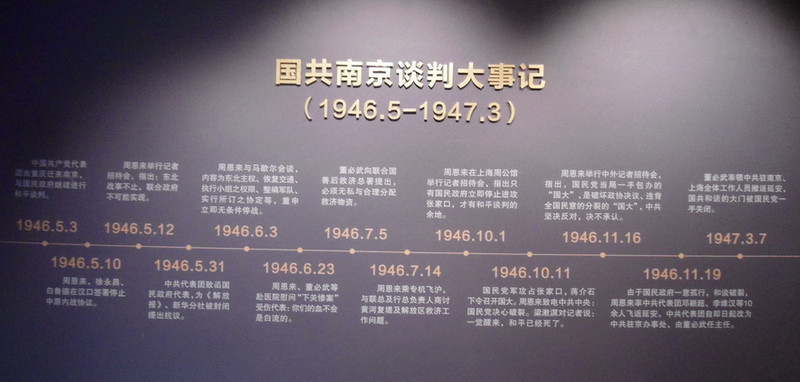 国共南京谈判大事记
（1946.5-1947.3）
中国共产党代表
团由重庆迁来南京，
与国民政府继续进行
和平谈判。
1946.5.3
1946.5.10
周恩来、徐永昌、
白鲁德在汉口签署停止
中原内战协议。
周恩来举行记者
招待会，指出：东北
战事不止，联合政府
不可能实现。
1946.5.12
1946.5.31
中共代表团致函国
民政府代表，为《解放
报》、新华分社被封闭
提出抗议。
周恩来与马歇尔会谈，
内容为东北主权、恢复交通、
执行小组之权限、整编军队、
实行所订之协定等，重申
立即无条件停战。
1946.6.3
1946.6.23
周恩来、董必武等
赴医院慰问“下关惨案”
受伤代表：你们的血不会
是白流的。
董必武向联合国
善后救济总署提出，
必须无私与合理分配
救济物资。
1946.7.5
1946.7.14
周恩来乘专机飞沪，
与联总及行总负责人商讨
黄河复堤及解放区救济工
作问题。
周恩来在上海周公馆
举行记者招待会，指出只
有国民政府立即停止进攻
张家口，才有和平谈判的
余地。
1946.10.1
1946.10.11
国民党军攻占张家口，蒋介石
下令召开国大。周恩来致电中共中央：
国民党决心破裂。梁漱溟对记者说：
一觉醒来，和平已经死了。
周恩来举行中外记者招待会，
指出，国民党当局一手包办的
“国大”，是破坏政协决议、违背
全国民意的分裂的“国大”，中共
坚决反对，决不承认。
1946.11.16
1946.11.19
由于国民政府一意孤行，和谈破裂，
周恩来率中共代表团邓颖超、李维汉等10
余人飞返延安。中共代表团自即日起改为
中共驻京办事处，由董必武任主任。
董必武率领中共驻南京、
上海全体工作人员撤返延安，
国共和谈的大门被国民党一
手关闭。
1947.3.7